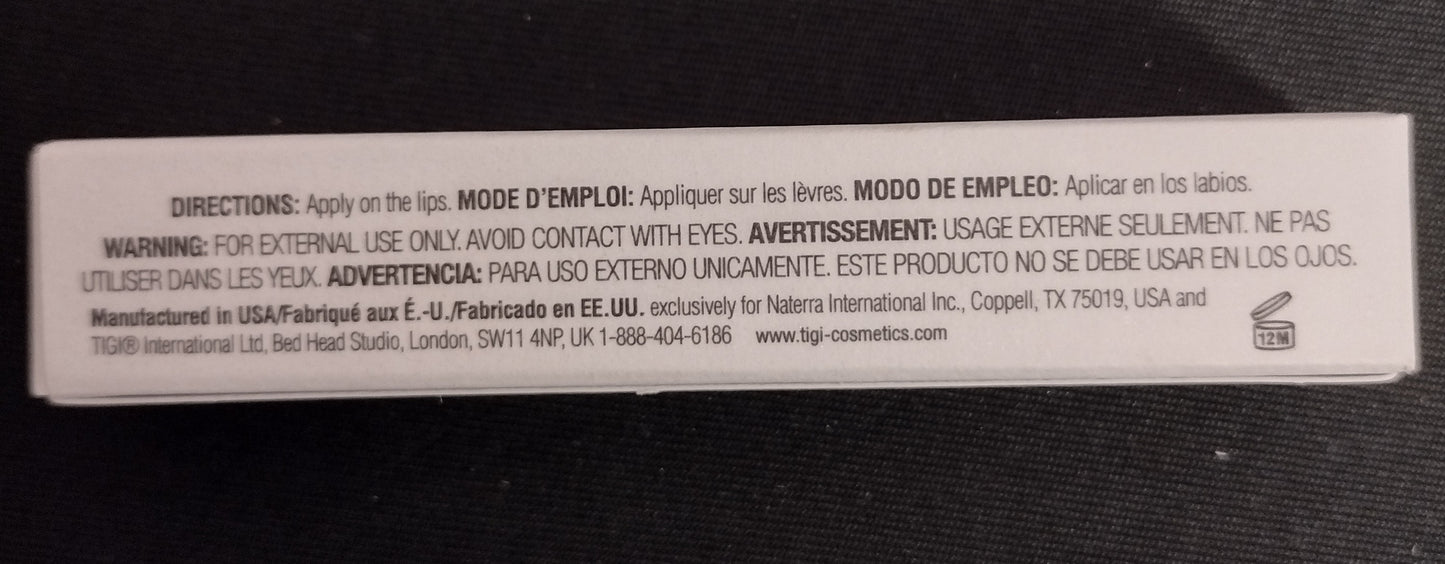 DIRECTIONS: Apply on the lips. MODE D'EMPLOI: Appliquer sur les lèvres. MODO DE EMPLEO: Aplicar en los labios.
WARNING: FOR EXTERNAL USE ONLY. AVOID CONTACT WITH EYES. AVERTISSEMENT: USAGE EXTERNE SEULEMENT. NE PAS
UTILISER DANS LES YEUX. ADVERTENCIA: PARA USO EXTERNO UNICAMENTE. ESTE PRODUCTO NO SE DEBE USAR EN LOS OJOS.
Manufactured in USA/Fabriqué aux É.-U./Fabricado en EE.UU. exclusively for Naterra International Inc., Coppell, TX 75019, USA and
TIGI® International Ltd, Bed Head Studio, London, SW11 4NP, UK 1-888-404-6186 www.tigi-cosmetics.com
12M